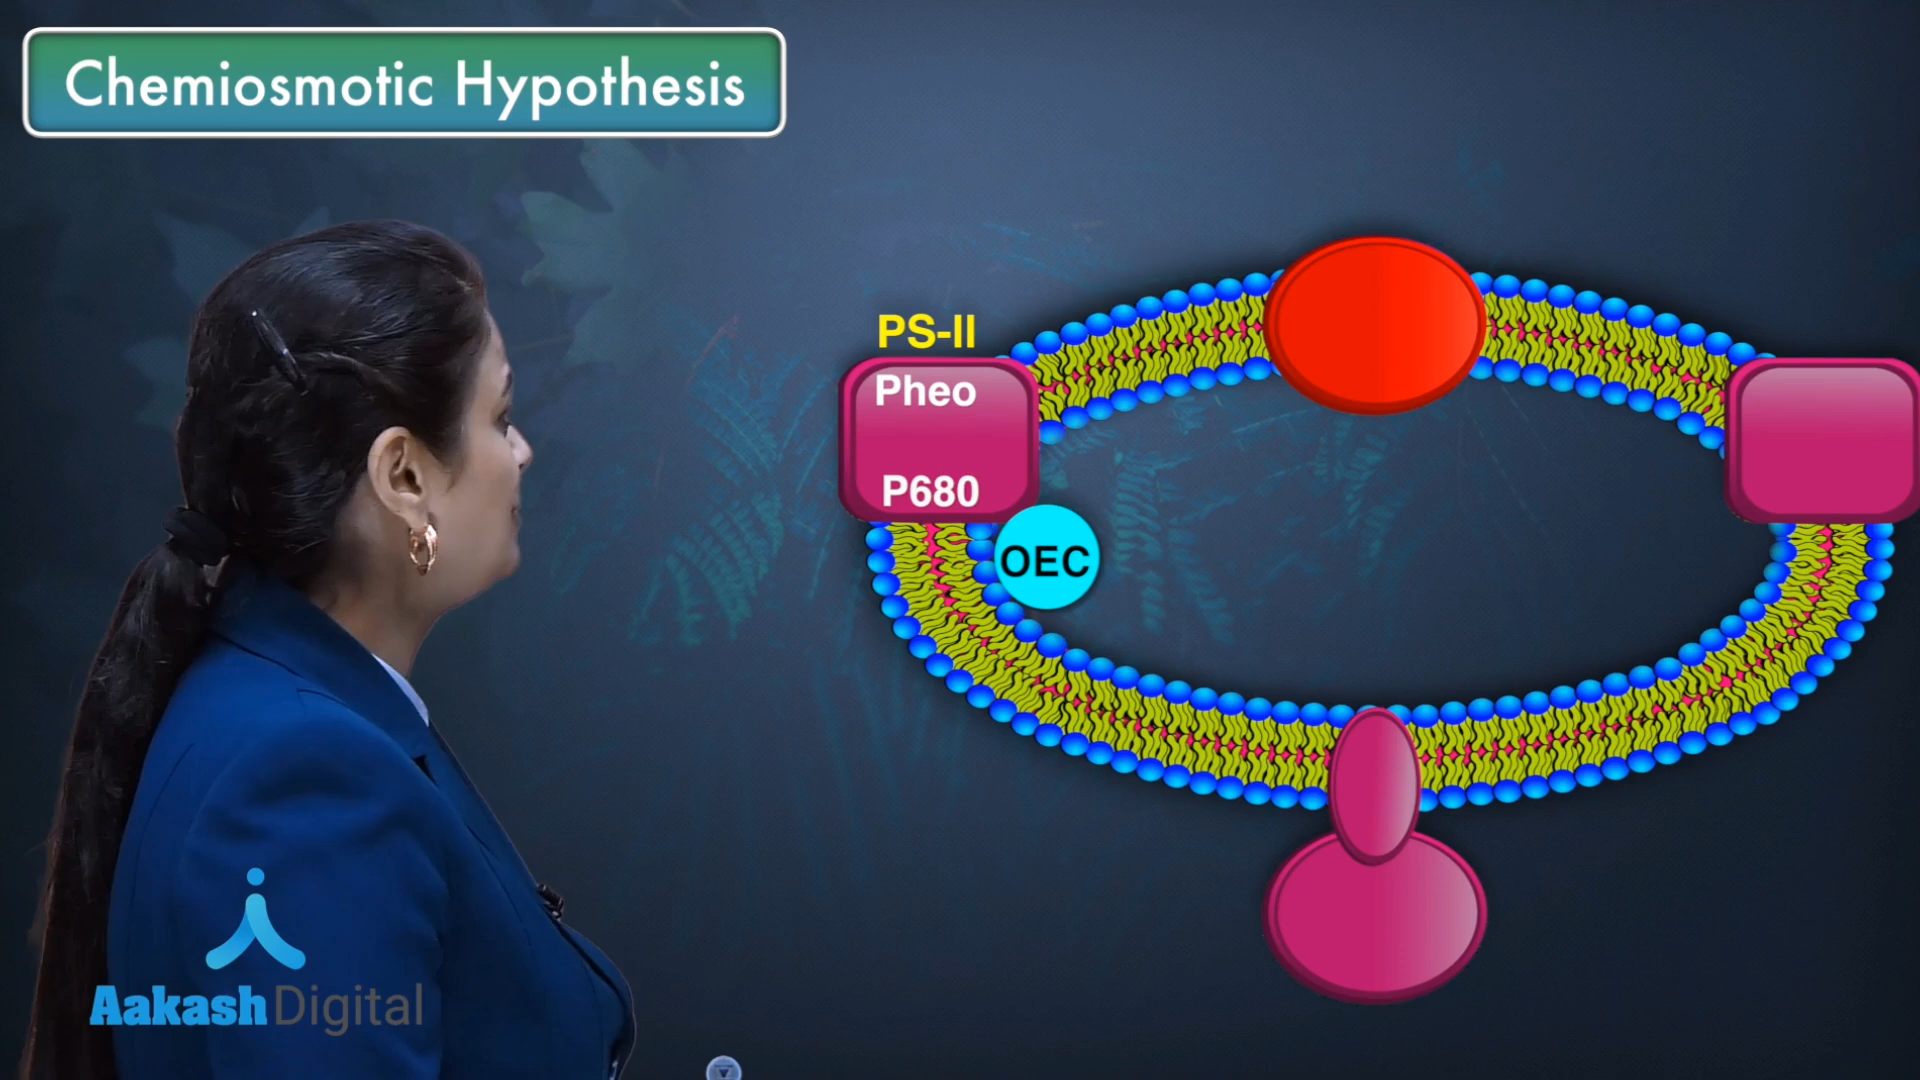 Chemiosmotic Hypothesis
PS-II
Pheo
P680
OEC
Aakash Digital